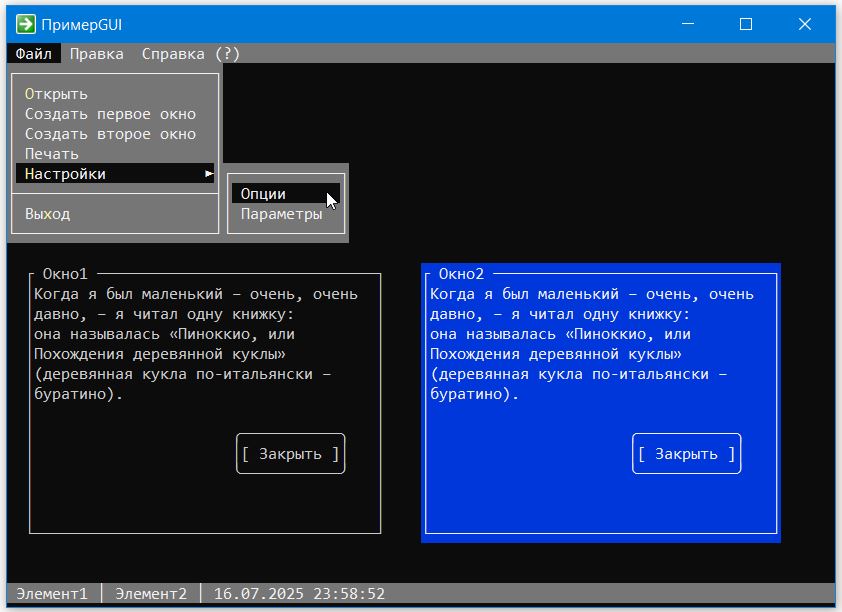 ПримерGUI
Файл Правка Справка (?)
Открыть
Создать первое окно
Создать второе окно
Печать
Настройки ►
Опции
Выход
Параметры
Окно1
Когда я был маленький – очень, очень
давно, – я читал одну книжку:
она называлась «Пиноккио, или
Похождения деревянной куклы»
(деревянная кукла по-итальянски –
буратино).
[ Закрыть ]
Окно2
Когда я был маленький – очень, очень
давно, – я читал одну книжку:
она называлась «Пиноккио, или
Похождения деревянной куклы»
(деревянная кукла по-итальянски –
буратино).
[ Закрыть ]
Элемент1 │ Элемент2 │ 16.07.2025 23:58:52